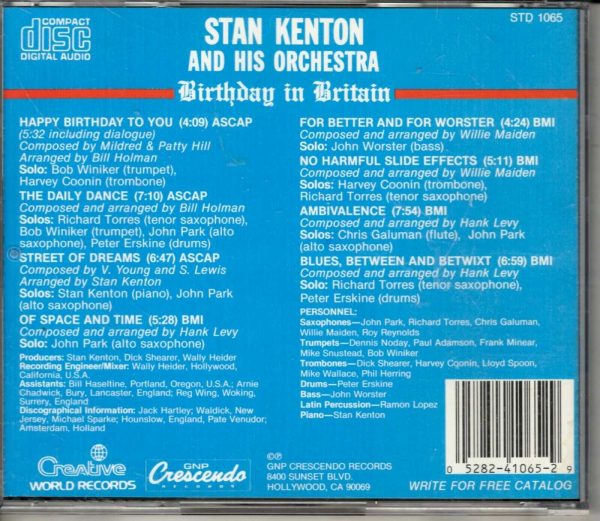 COMPACT
disc
DIGITAL AUDIO
STD 1065
STAN KENTON
AND HIS ORCHESTRA
Birthday in Britain
HAPPY BIRTHDAY TO YOU (4:09) ASCAP
(5:32 including dialogue)
Composed by Mildred & Patty Hill
Arranged by Bill Holman
Solo: Bob Winiker (trumpet),
Harvey Coonin (trombone)
THE DAILY DANCE (7:10) ASCAP
Composed and arranged by Bill Holman
Solos: Richard Torres (tenor saxophone),
Bob Winiker (trumpet), John Park (alto
saxophone), Peter Erskine (drums)
STREET OF DREAMS (6:47) ASCAP
Composed by V. Young and S. Lewis
Arranged by Stan Kenton
Solos: Stan Kenton (piano), John Park
(alto saxophone)
OF SPACE AND TIME (5:28) BMI
Composed and arranged by Hank Levy
Solo: John Park (alto saxophone)
Producers: Stan Kenton, Dick Shearer, Wally Heider
Recording Engineer/Mixer: Wally Heider, Hollywood,
California, U.S.A.
Assistants: Bill Haseltine, Portland, Oregon, U.S.A.; Arnie
Chadwick, Bury, Lancaster, England; Reg Wing, Woking,
Surrery, England
Discographical Information: Jack Hartley; Waldick, New
Jersey, Michael Sparke; Hounslow, England, Pate Venudor;
Amsterdam, Holland
FOR BETTER AND FOR WORSTER (4:24) BMI
Composed and arranged by Willie Maiden
Solo: John Worster (bass)
NO HARMFUL SLIDE EFFECTS (5:11) BMI
Composed and arranged by Willie Maiden
Solos: Harvey Coonin (trombone),
Richard Torres (tenor saxophone)
AMBIVALENCE (7:54) BMI
Composed and arranged by Hank Levy
Solos: Chris Galuman (flute), John Park
(alto saxophone)
BLUES, BETWEEN AND BETWIXT (6:59) BMI
Composed and arranged by Hank Levy
Solo: Richard Torres (tenor saxophone),
Peter Erskine (drums)
PERSONNEL:
Saxophones—John Park, Richard Torres, Chris Galuman,
Willie Maiden, Roy Reynolds
Trumpets—Dennis Noday, Paul Adamson, Frank Minear,
Mike Snustead, Bob Winiker
Trombones—Dick Shearer, Harvey Coonin, Lloyd Spoon,
Mike Wallace, Phil Herring
Drums—Peter Erskine
Bass—John Worster
Latin Percussion—Ramon Lopez
Piano—Stan Kenton
Creative
WORLD RECORDS
GNP
Crescendo
RECORDS
©℗
GNP CRESCENDO RECORDS
8400 SUNSET BLVD.
HOLLYWOOD, CA 90069
0 5282-41065-2 9
WRITE FOR FREE CATALOG